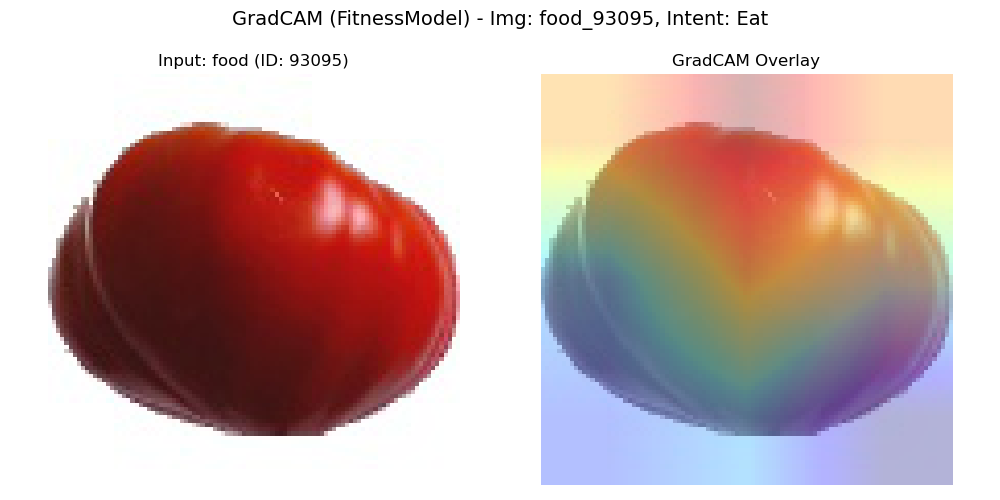 GradCAM (FitnessModel) - Img: food_93095, Intent: Eat
Input: food (ID: 93095)
GradCAM Overlay